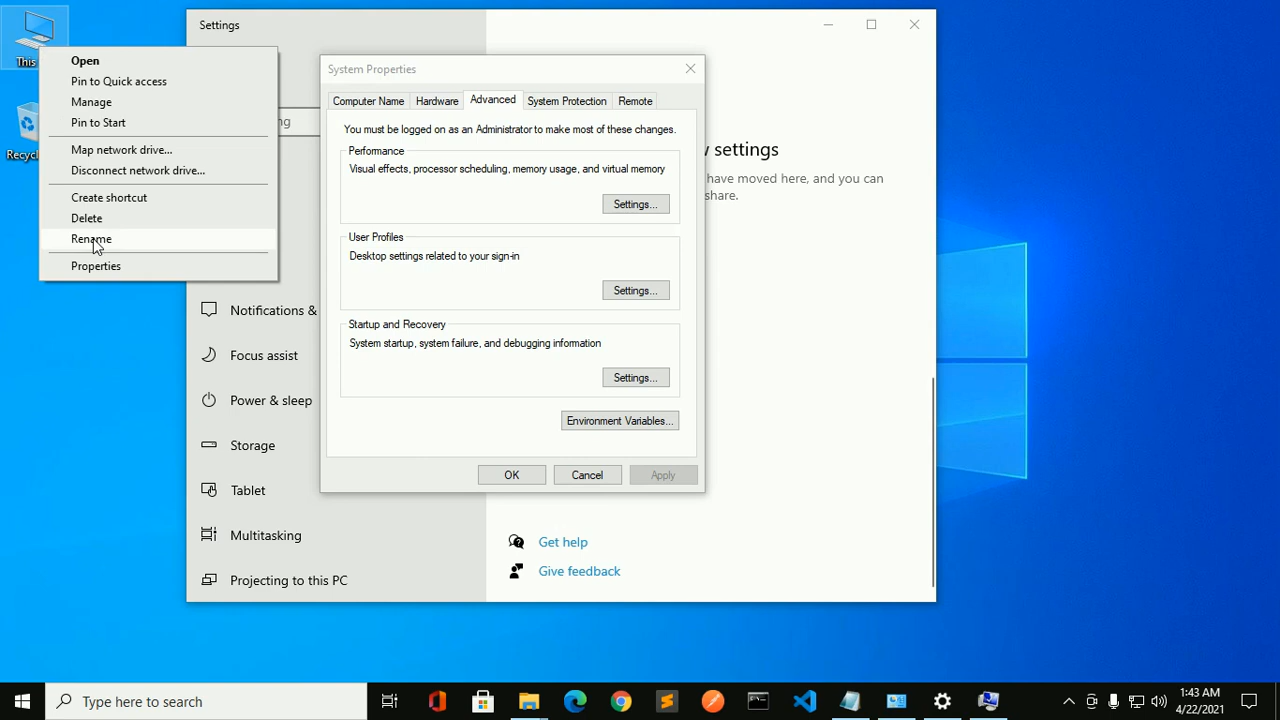 Settings
This
Recycl
Open
Pin to Quick access
Manage
Pin to Start
Map network drive...
Disconnect network drive...
Create shortcut
Delete
Rename
Properties
ng
Notifications &
Focus assist
Power & sleep
Storage
Tablet
Multitasking
Projecting to this PC
System Properties
Computer Name
Hardware
Advanced
System Protection
Remote
You must be logged on as an Administrator to make most of these changes.
Performance
Visual effects, processor scheduling, memory usage, and virtual memory
Settings...
User Profiles
Desktop settings related to your sign-in
Settings...
Startup and Recovery
System startup, system failure, and debugging information
Settings...
Environment Variables...
OK
Cancel
Apply
w settings
have moved here, and you can
share.
Get help
Give feedback
Type here to search
1:43 AM
4/22/2021